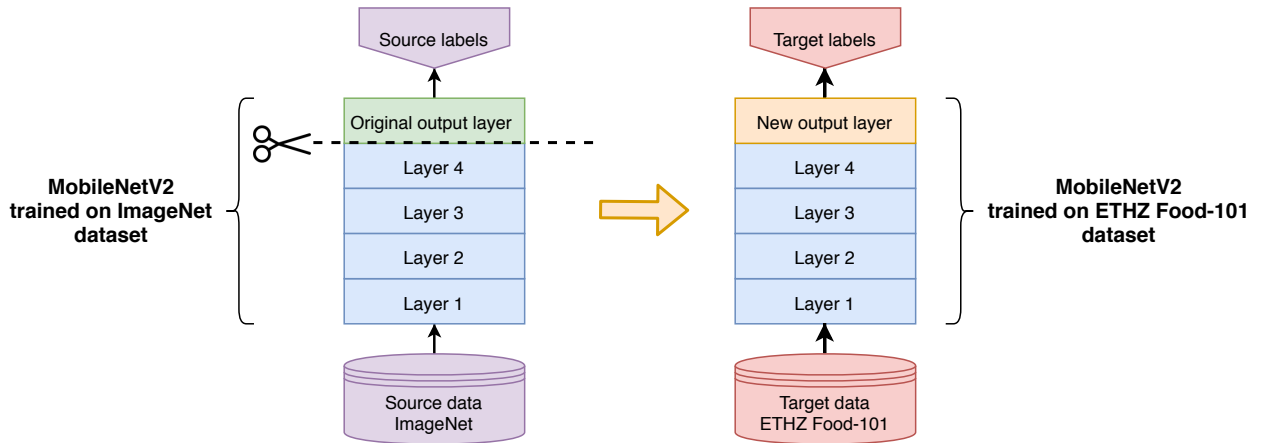 Source labels
Original output layer
Layer 4
Layer 3
Layer 2
Layer 1
Source data
ImageNet
MobileNetV2
trained on ImageNet
dataset
Target labels
New output layer
Layer 4
Layer 3
Layer 2
Layer 1
Target data
ETHZ Food-101
MobileNetV2
trained on ETHZ Food-101
dataset